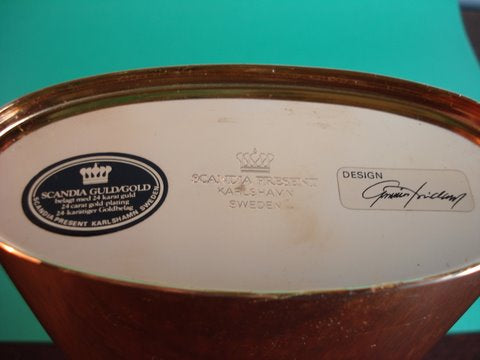 SCANDIA GULD/GOLD
belagt med 24 karat guld
24 carat gold plating
24-karätiger Goldbelag
SCANDIA PRESENT KARLSHAMN SWEDEN
SCANDIA PRESENT
KARLSHAMN
SWEDEN
DESIGN